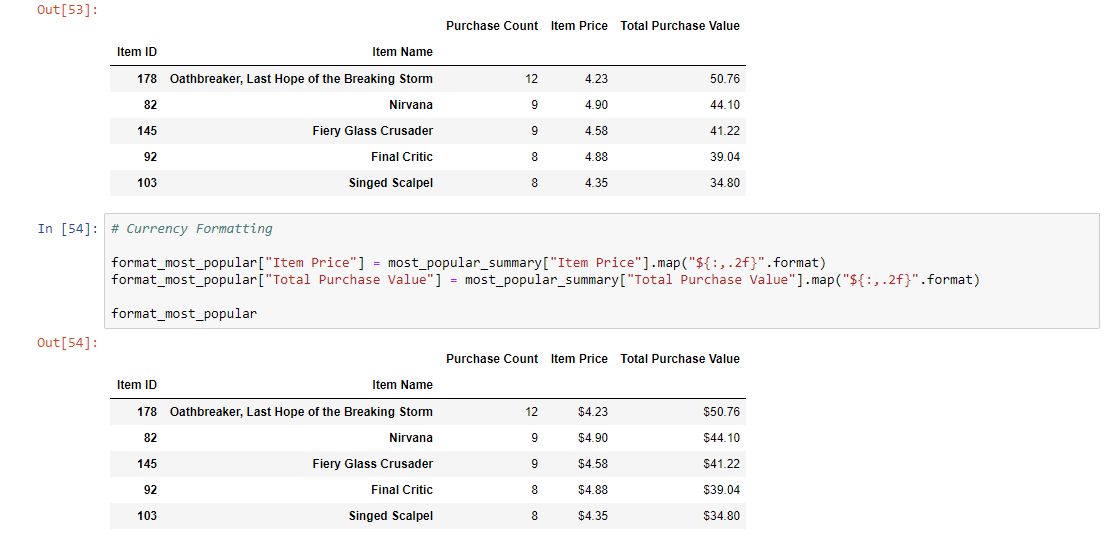 Out[53]:
Purchase Count Item Price Total Purchase Value
Item ID Item Name
178 Oathbreaker, Last Hope of the Breaking Storm 12 4.23 50.76
82 Nirvana 9 4.90 44.10
145 Fiery Glass Crusader 9 4.58 41.22
92 Final Critic 8 4.88 39.04
103 Singed Scalpel 8 4.35 34.80
In [54]: # Currency Formatting
format_most_popular["Item Price"] = most_popular_summary["Item Price"].map("${:,.2f}".format)
format_most_popular["Total Purchase Value"] = most_popular_summary["Total Purchase Value"].map("${:,.2f}".format)
format_most_popular
Out[54]:
Purchase Count Item Price Total Purchase Value
Item ID Item Name
178 Oathbreaker, Last Hope of the Breaking Storm 12 $4.23 $50.76
82 Nirvana 9 $4.90 $44.10
145 Fiery Glass Crusader 9 $4.58 $41.22
92 Final Critic 8 $4.88 $39.04
103 Singed Scalpel 8 $4.35 $34.80